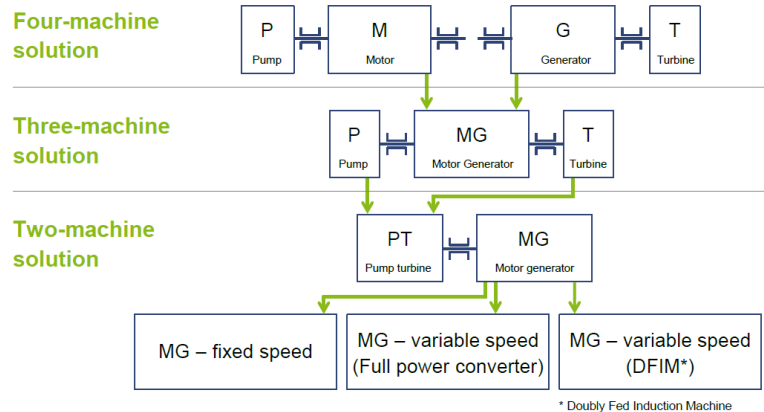 Four-machine
solution
P
Pump
M
Motor
G
Generator
T
Turbine
Three-machine
solution
P
Pump
MG
Motor Generator
T
Turbine
Two-machine
solution
PT
Pump turbine
MG
Motor generator
MG – fixed speed
MG – variable speed
(Full power converter)
MG – variable speed
(DFIM*)
* Doubly Fed Induction Machine